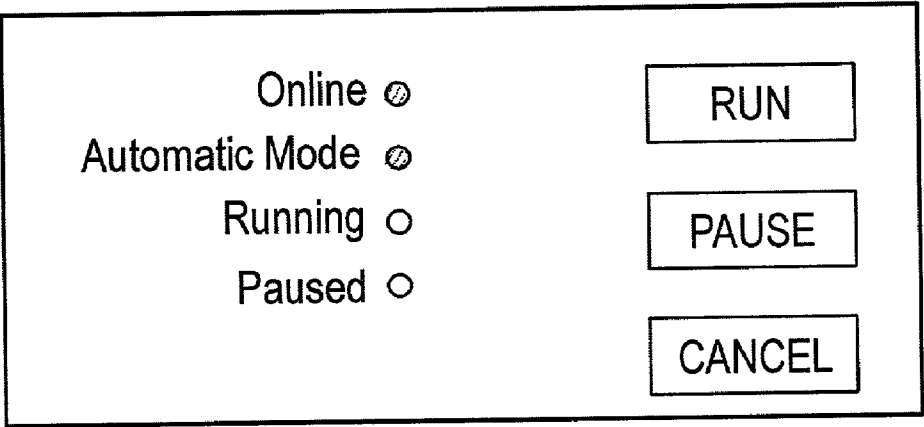 Online
Automatic Mode
Running
Paused
RUN
PAUSE
CANCEL